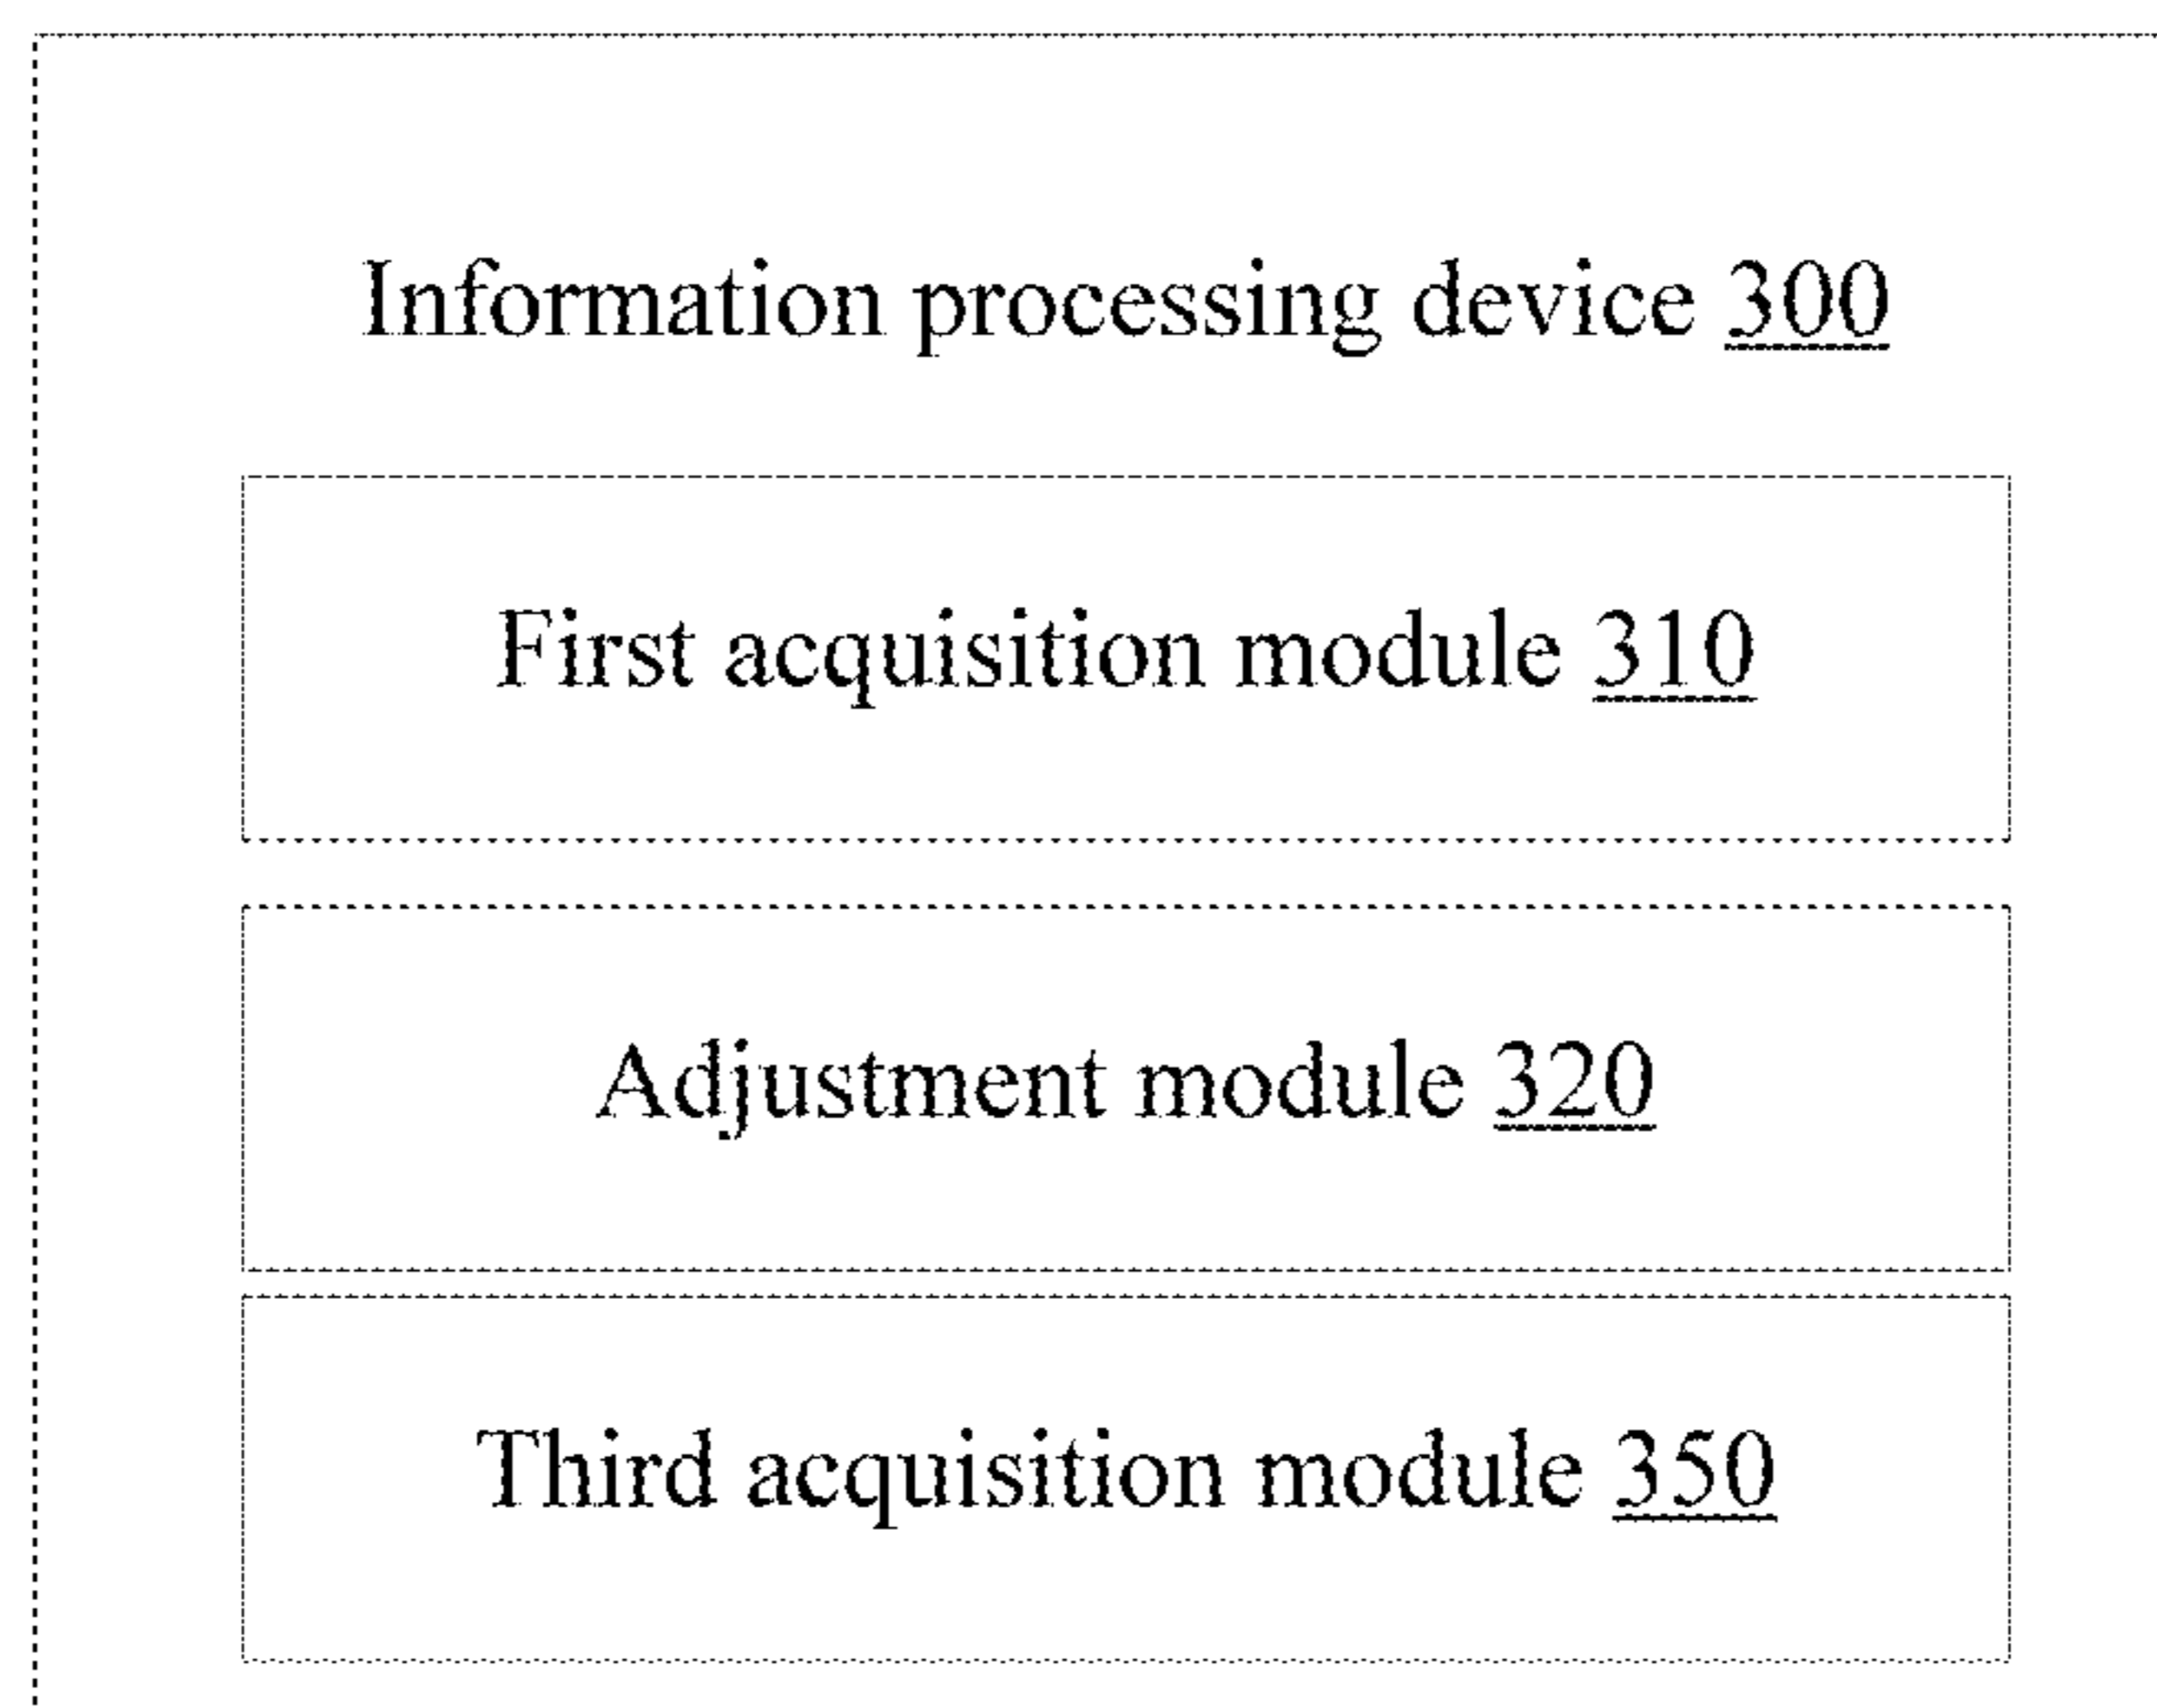 Information processing device 300
First acquisition module 310
Adjustment module 320
Third acquisition module 350